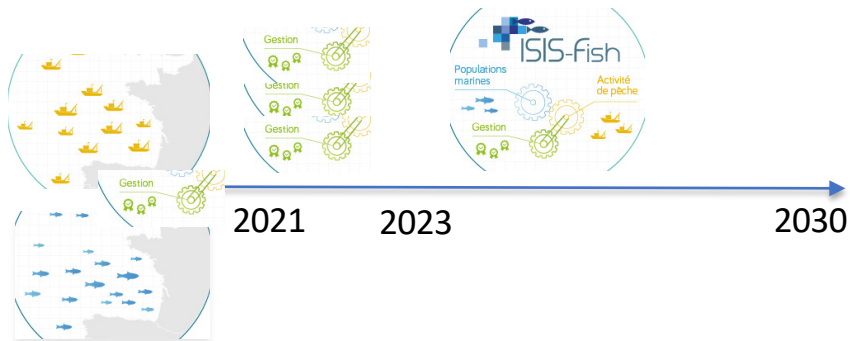 Gestion
Gestion
Gestion
Gestion
ISIS-Fish
Populations
marines
Activité
de pêche
Gestion
2021
2023
2030